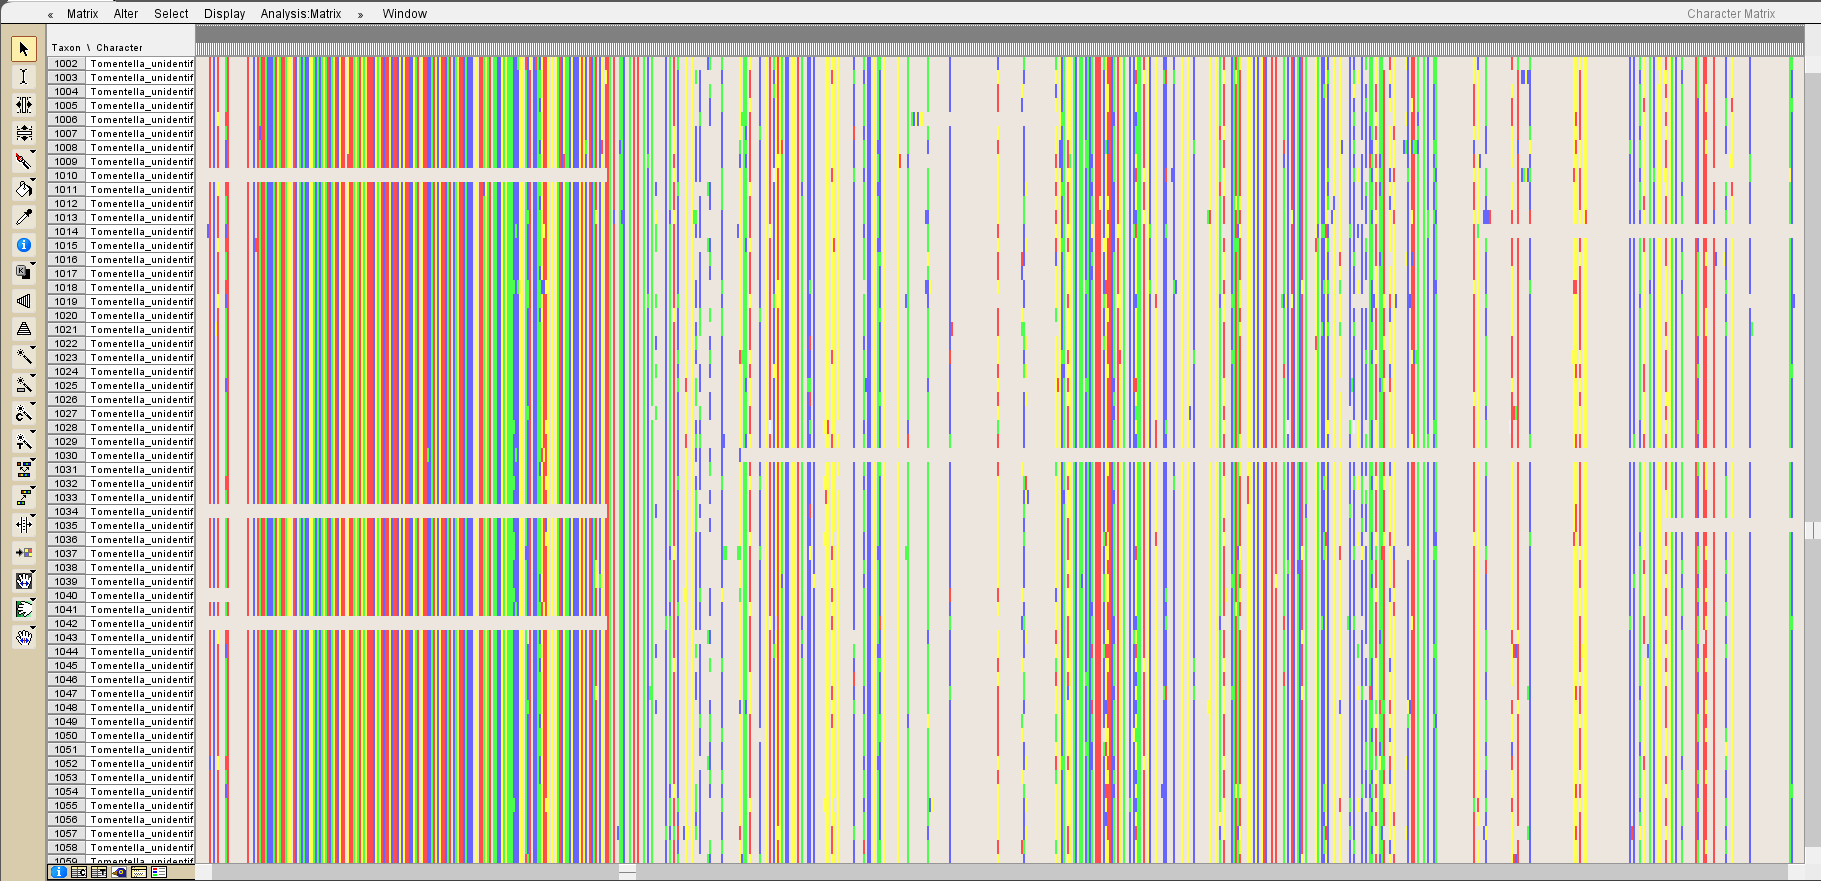 « Matrix Alter Select Display Analysis:Matrix » Window Character Matrix
Taxon \ Character
1002 Tomentella_unidentif
1003 Tomentella_unidentif
1004 Tomentella_unidentif
1005 Tomentella_unidentif
1006 Tomentella_unidentif
1007 Tomentella_unidentif
1008 Tomentella_unidentif
1009 Tomentella_unidentif
1010 Tomentella_unidentif
1011 Tomentella_unidentif
1012 Tomentella_unidentif
1013 Tomentella_unidentif
1014 Tomentella_unidentif
1015 Tomentella_unidentif
1016 Tomentella_unidentif
1017 Tomentella_unidentif
1018 Tomentella_unidentif
1019 Tomentella_unidentif
1020 Tomentella_unidentif
1021 Tomentella_unidentif
1022 Tomentella_unidentif
1023 Tomentella_unidentif
1024 Tomentella_unidentif
1025 Tomentella_unidentif
1026 Tomentella_unidentif
1027 Tomentella_unidentif
1028 Tomentella_unidentif
1029 Tomentella_unidentif
1030 Tomentella_unidentif
1031 Tomentella_unidentif
1032 Tomentella_unidentif
1033 Tomentella_unidentif
1034 Tomentella_unidentif
1035 Tomentella_unidentif
1036 Tomentella_unidentif
1037 Tomentella_unidentif
1038 Tomentella_unidentif
1039 Tomentella_unidentif
1040 Tomentella_unidentif
1041 Tomentella_unidentif
1042 Tomentella_unidentif
1043 Tomentella_unidentif
1044 Tomentella_unidentif
1045 Tomentella_unidentif
1046 Tomentella_unidentif
1047 Tomentella_unidentif
1048 Tomentella_unidentif
1049 Tomentella_unidentif
1050 Tomentella_unidentif
1051 Tomentella_unidentif
1052 Tomentella_unidentif
1053 Tomentella_unidentif
1054 Tomentella_unidentif
1055 Tomentella_unidentif
1056 Tomentella_unidentif
1057 Tomentella_unidentif
1058 Tomentella_unidentif
1059 Tomentella_unidentif